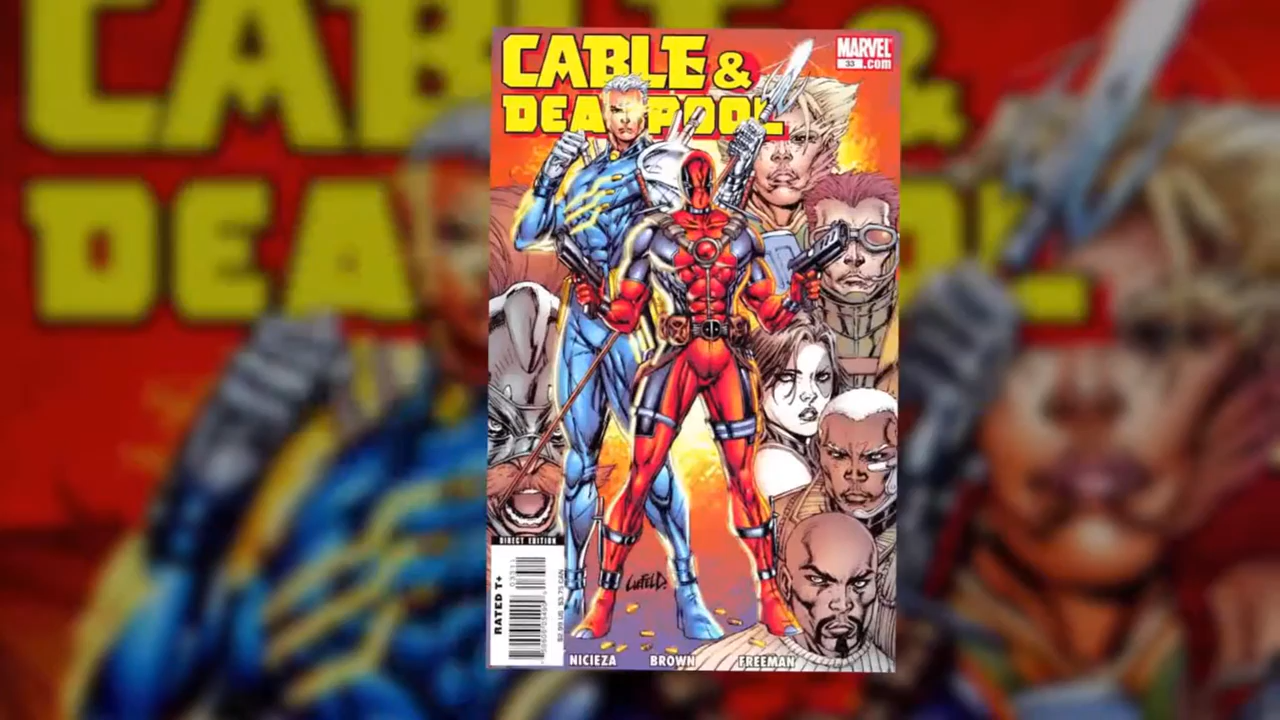 CABLE &
DEADPOOL
MARVEL
33 .com
DIRECT EDITION
RATED T+
LIEFELD.
NICIEZA BROWN FREEMAN